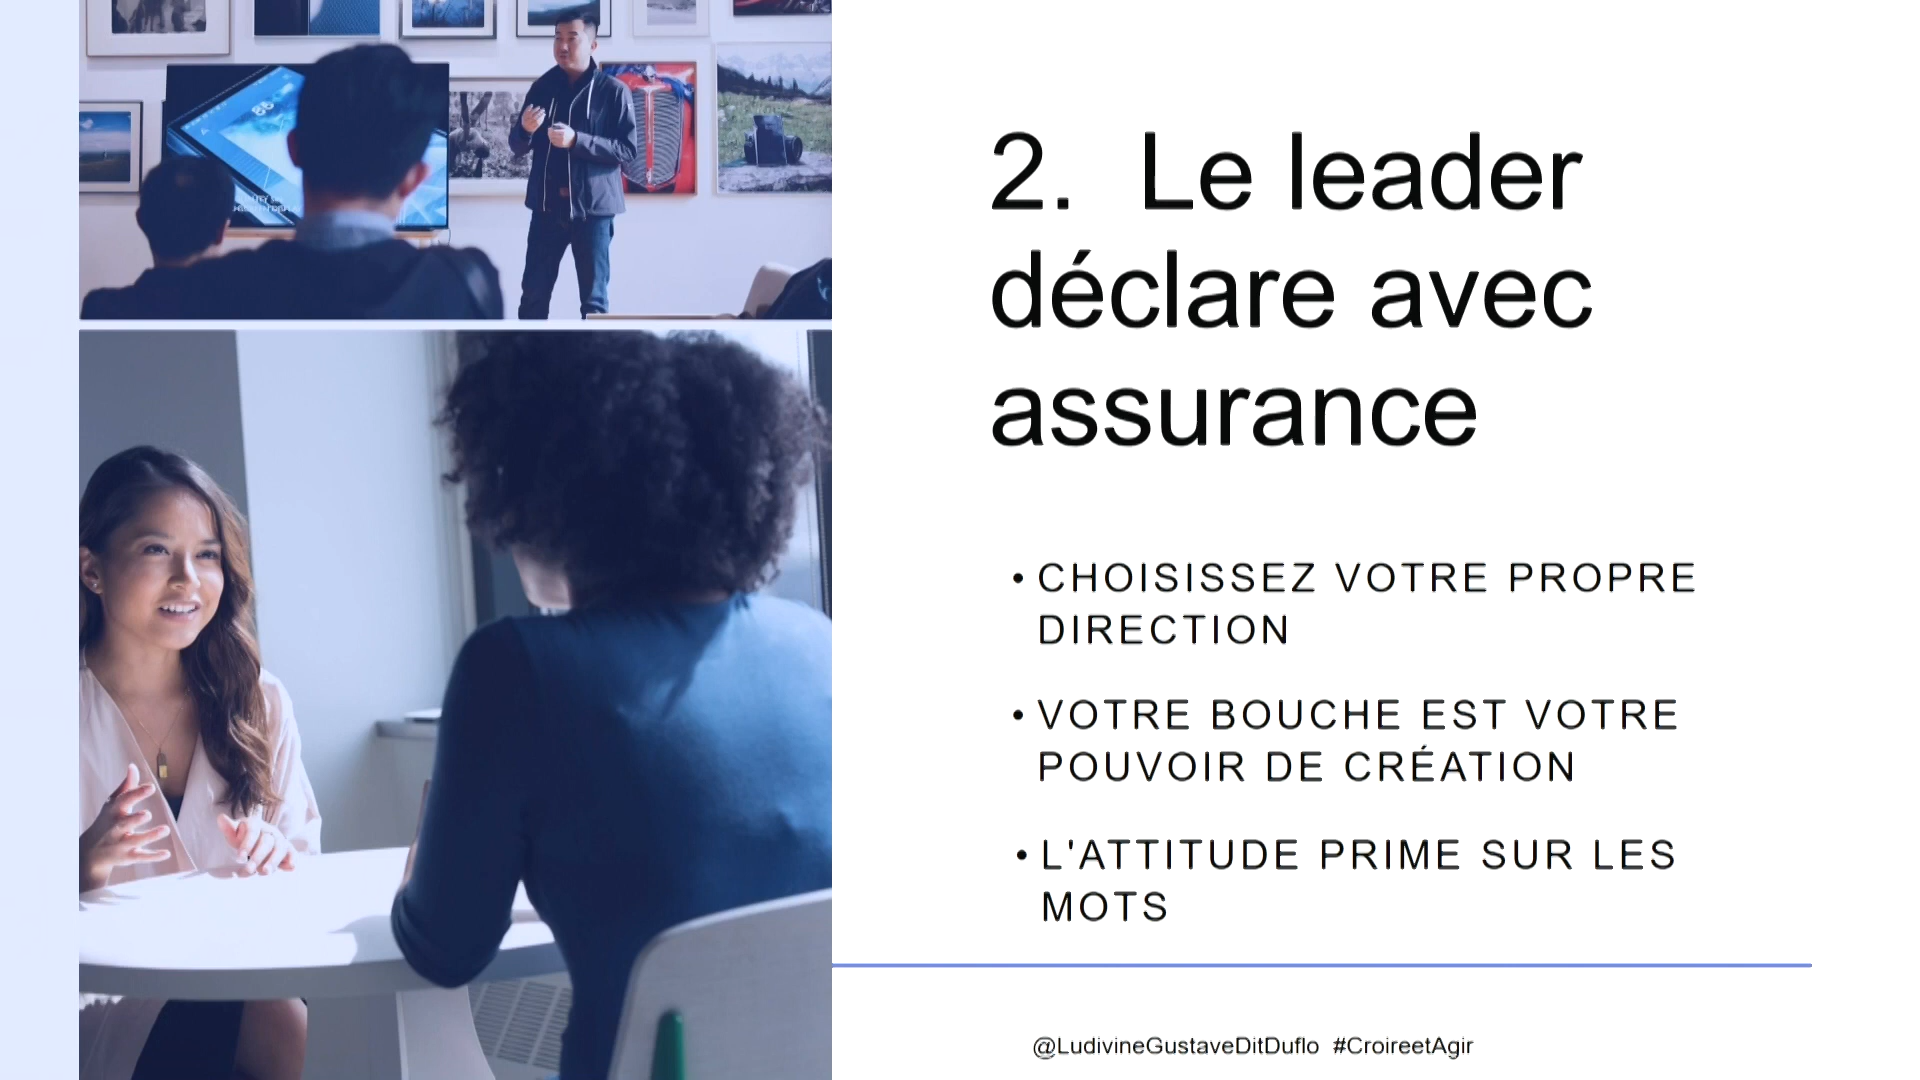 2. Le leader
déclare avec
assurance
• CHOISISSEZ VOTRE PROPRE
DIRECTION
• VOTRE BOUCHE EST VOTRE
POUVOIR DE CRÉATION
• L'ATTITUDE PRIME SUR LES
MOTS
@LudivineGustaveDitDuflo #CroireetAgir